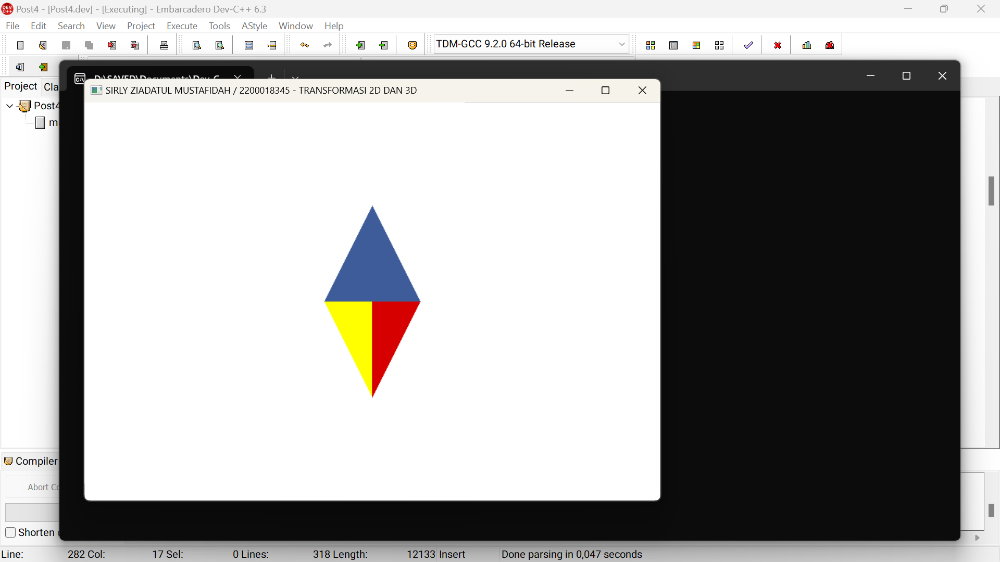 Post4 - [Post4.dev] - [Executing] - Embarcadero Dev-C++ 6.3
File Edit Search View Project Execute Tools AStyle Window Help
TDM-GCC 9.2.0 64-bit Release
D:\SAVED\Documents\Dev-C
Project Cla
SIRLY ZIADATUL MUSTAFIDAH / 2200018345 - TRANSFORMASI 2D DAN 3D
Post4
ma
Compiler
Abort Co
Shorten c
Line: 282 Col: 17 Sel: 0 Lines: 318 Length: 12133 Insert Done parsing in 0,047 seconds